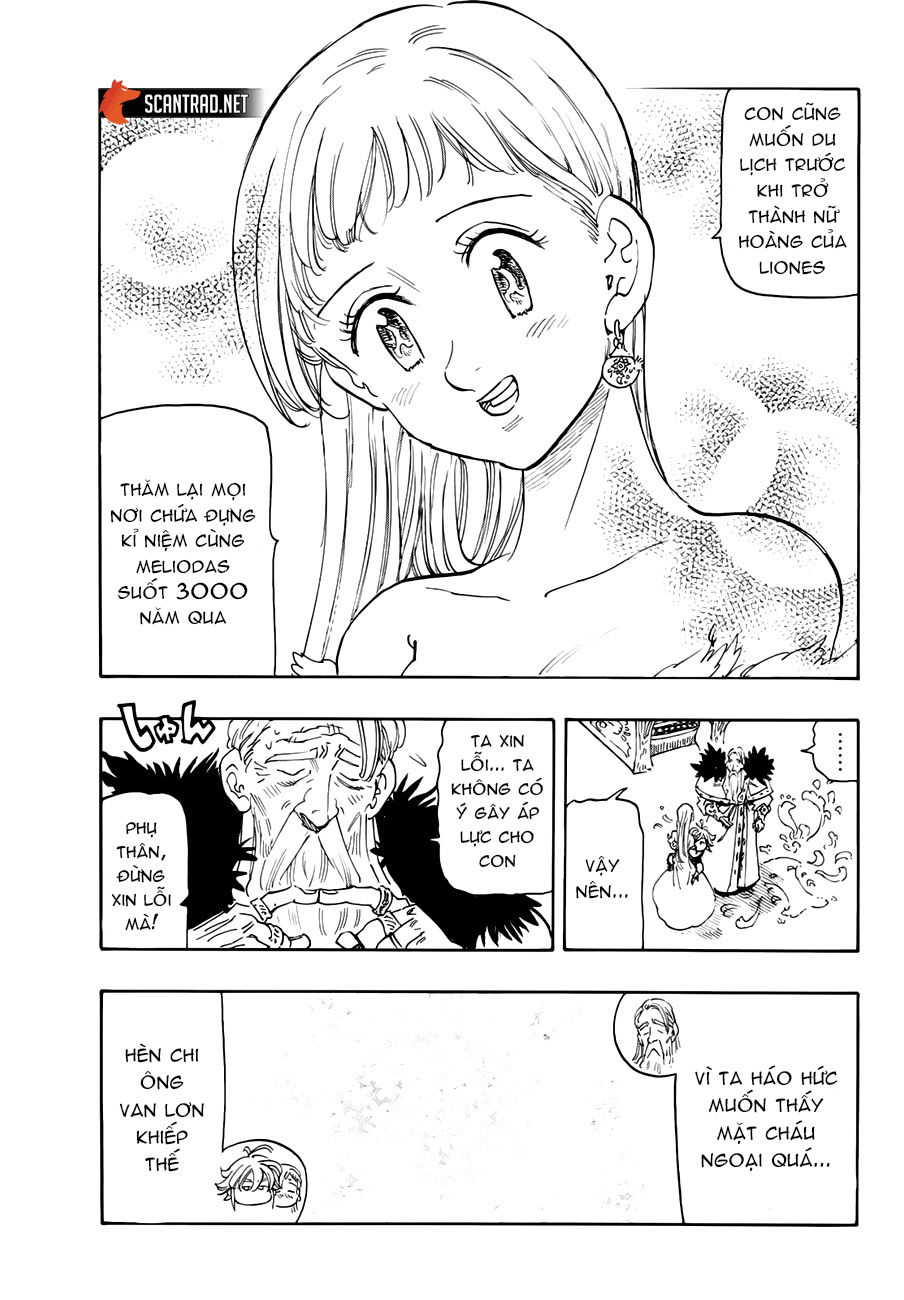 SCANTRAD.NET
CON CŨNG
MUỐN DU
LỊCH TRƯỚC
KHI TRỞ
THÀNH NỮ
HOÀNG CỦA
LIONES
THĂM LẠI MỌI
NƠI CHỨA ĐỰNG
KỈ NIỆM CÙNG
MELIODAS
SUỐT 3000
NĂM QUA
しゅん
TA XIN
LỖI... TA
KHÔNG CÓ
Ý GÂY ÁP
LỰC CHO
CON
PHỤ
THÂN,
ĐỪNG
XIN LỖI
MÀ!
......
VẬY
NÊN...
HÈN CHI
ÔNG
VAN LƠN
KHIẾP
THẾ
VÌ TA HÁO HỨC
MUỐN THẤY
MẶT CHÁU
NGOẠI QUÁ...